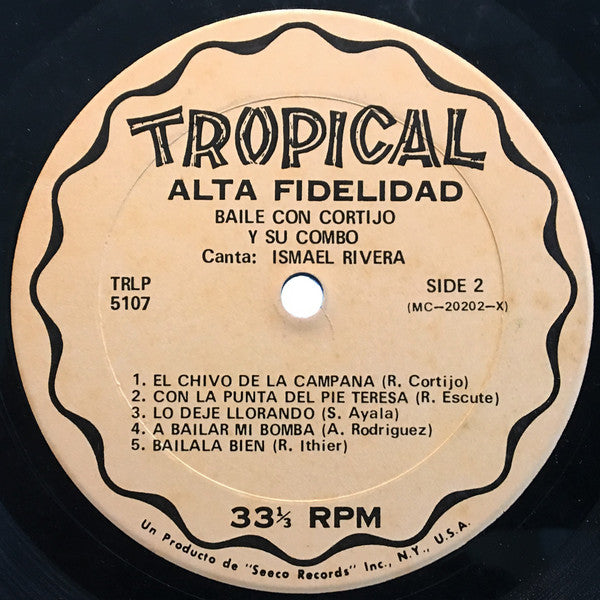 TROPICAL
ALTA FIDELIDAD
BAILE CON CORTIJO
Y SU COMBO
Canta: ISMAEL RIVERA
TRLP
5107
SIDE 2
(MC-20202-X)
1. EL CHIVO DE LA CAMPANA (R. Cortijo)
2. CON LA PUNTA DEL PIE TERESA (R. Escute)
3. LO DEJE LLORANDO (S. Ayala)
4. A BAILAR MI BOMBA (A. Rodriguez)
5. BAILALA BIEN (R. Ithier)
33⅓ RPM
Un Producto de "Seeco Records" Inc., N.Y., U.S.A.